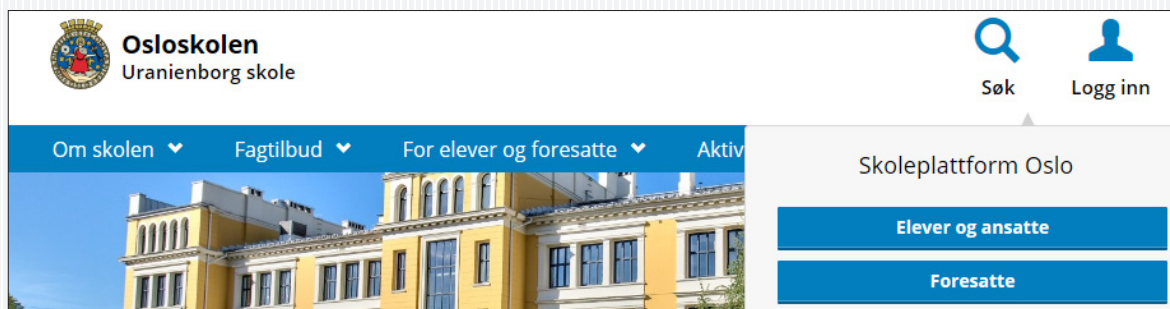 Osloskolen
Uranienborg skole
Søk
Logg inn
Om skolen
Fagtilbud
For elever og foresatte
Aktiv
Skoleplattform Oslo
Elever og ansatte
Foresatte